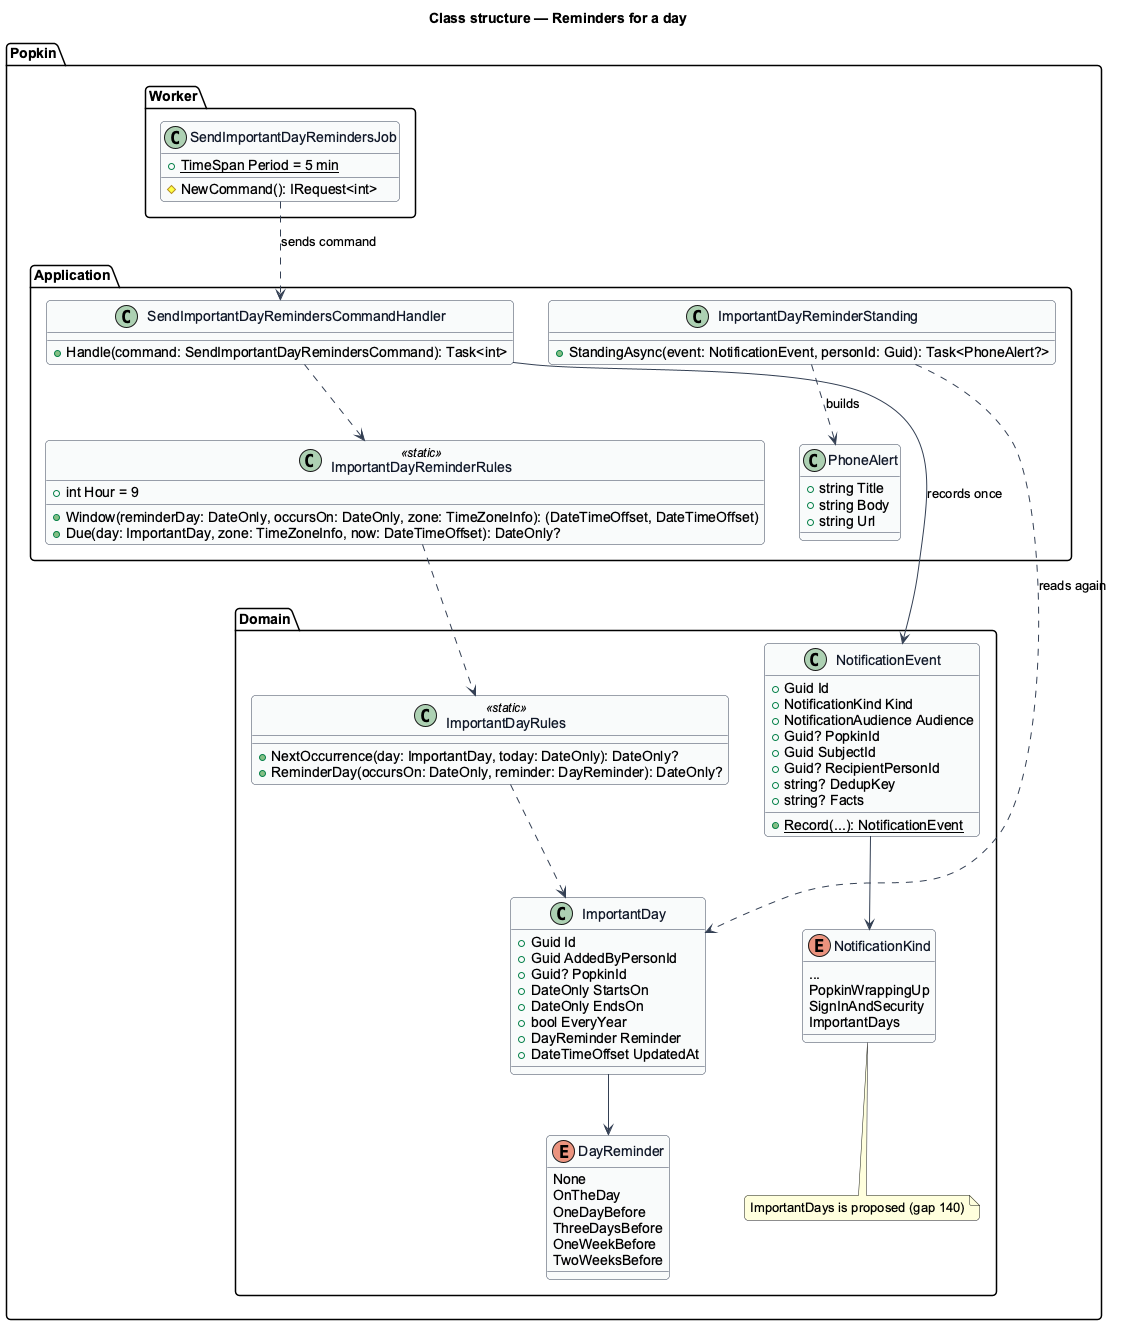 Class structure — Reminders for a day
Popkin
Worker
C SendImportantDayRemindersJob
TimeSpan Period = 5 min
NewCommand(): IRequest<int>
sends command
Application
C SendImportantDayRemindersCommandHandler
Handle(command: SendImportantDayRemindersCommand): Task<int>
C ImportantDayReminderStanding
StandingAsync(event: NotificationEvent, personId: Guid): Task<PhoneAlert?>
builds
records once
reads again
C «static»
ImportantDayReminderRules
int Hour = 9
Window(reminderDay: DateOnly, occursOn: DateOnly, zone: TimeZoneInfo): (DateTimeOffset, DateTimeOffset)
Due(day: ImportantDay, zone: TimeZoneInfo, now: DateTimeOffset): DateOnly?
C PhoneAlert
string Title
string Body
string Url
Domain
C «static»
ImportantDayRules
NextOccurrence(day: ImportantDay, today: DateOnly): DateOnly?
ReminderDay(occursOn: DateOnly, reminder: DayReminder): DateOnly?
C NotificationEvent
Guid Id
NotificationKind Kind
NotificationAudience Audience
Guid? PopkinId
Guid SubjectId
Guid? RecipientPersonId
string? DedupKey
string? Facts
Record(...): NotificationEvent
C ImportantDay
Guid Id
Guid AddedByPersonId
Guid? PopkinId
DateOnly StartsOn
DateOnly EndsOn
bool EveryYear
DayReminder Reminder
DateTimeOffset UpdatedAt
E NotificationKind
...
PopkinWrappingUp
SignInAndSecurity
ImportantDays
E DayReminder
None
OnTheDay
OneDayBefore
ThreeDaysBefore
OneWeekBefore
TwoWeeksBefore
ImportantDays is proposed (gap 140)